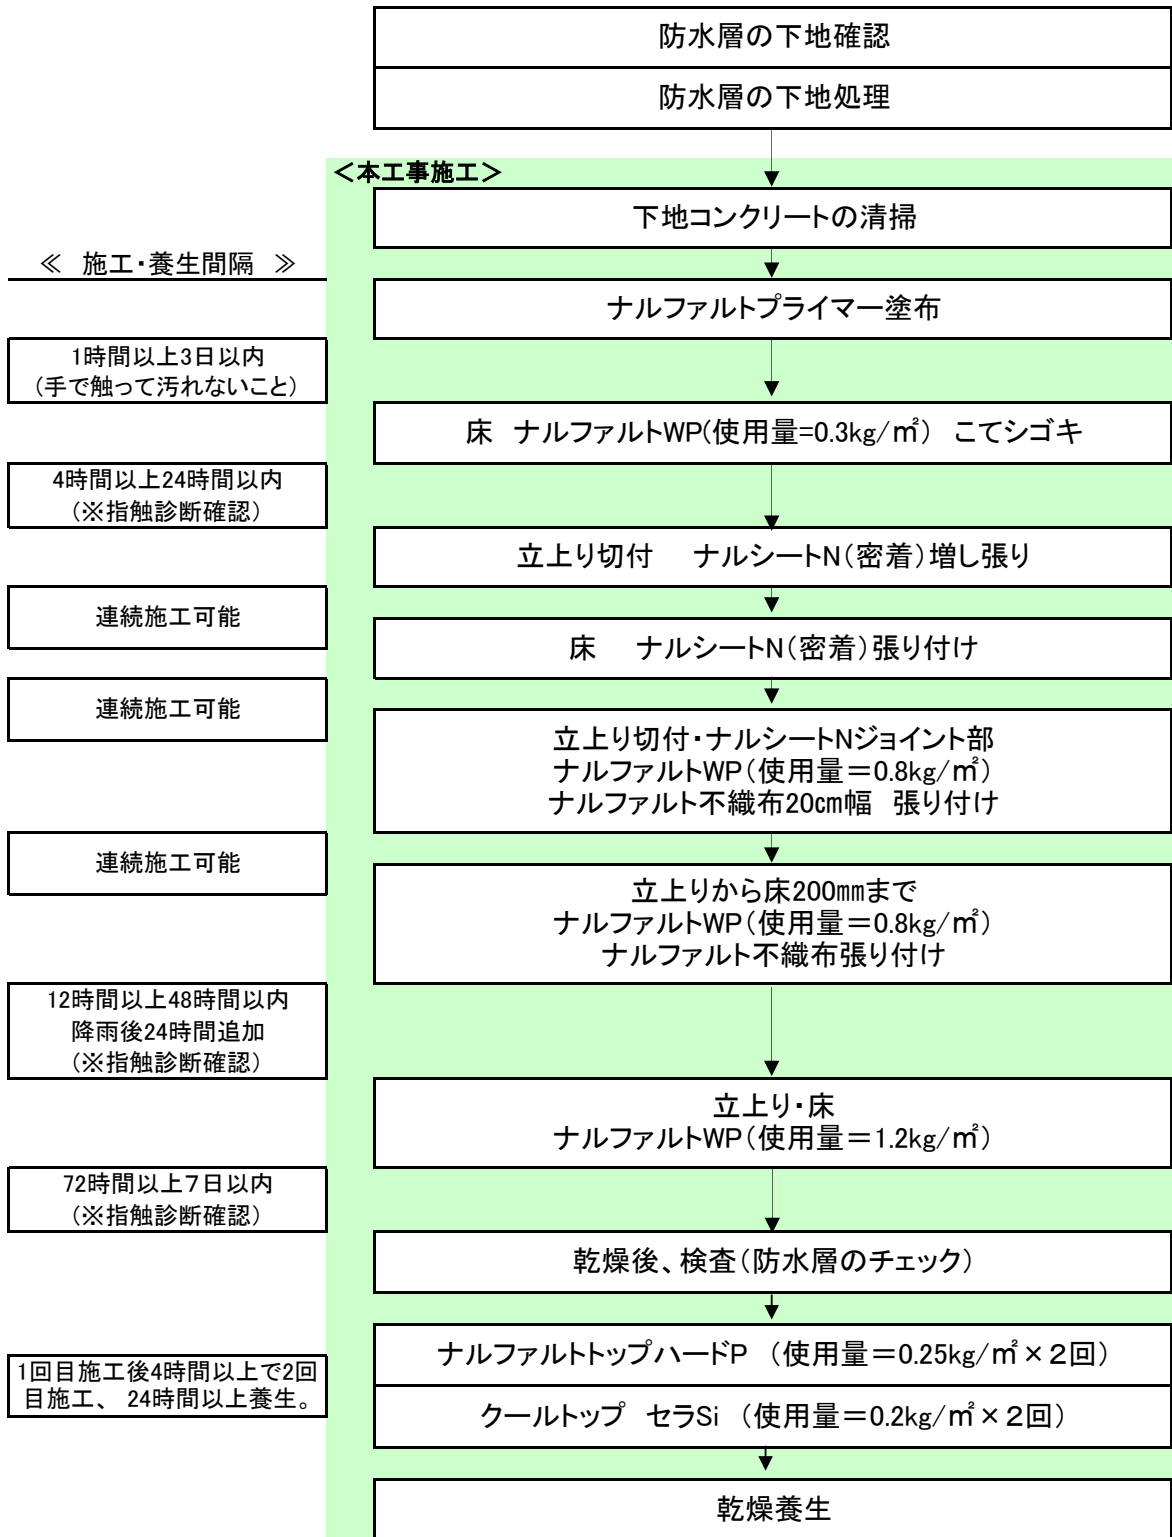 防水層の下地確認
防水層の下地処理
＜本工事施工＞
下地コンクリートの清掃
≪　施工・養生間隔　≫
ナルファルトプライマー塗布
1時間以上3日以内
（手で触って汚れないこと）
床　ナルファルトWP(使用量=0.3kg/㎡）　こてシゴキ
4時間以上24時間以内
（※指触診断確認）
立上り切付　　ナルシートN（密着）増し張り
連続施工可能
床　　ナルシートN（密着）張り付け
連続施工可能
立上り切付・ナルシートNジョイント部
ナルファルトWP（使用量＝0.8kg/㎡）
ナルファルト不織布20㎝幅　張り付け
連続施工可能
立上りから床200㎜まで
ナルファルトWP（使用量＝0.8kg/㎡）
ナルファルト不織布張り付け
12時間以上48時間以内
降雨後24時間追加
（※指触診断確認）
立上り・床
ナルファルトWP（使用量＝1.2kg/㎡）
72時間以上７日以内
（※指触診断確認）
乾燥後、検査（防水層のチェック）
ナルファルトトップハードP　（使用量＝0.25kg/㎡×２回）
1回目施工後4時間以上で2回
目施工、 24時間以上養生。
クールトップ　セラSi　（使用量＝0.2kg/㎡×２回）
乾燥養生